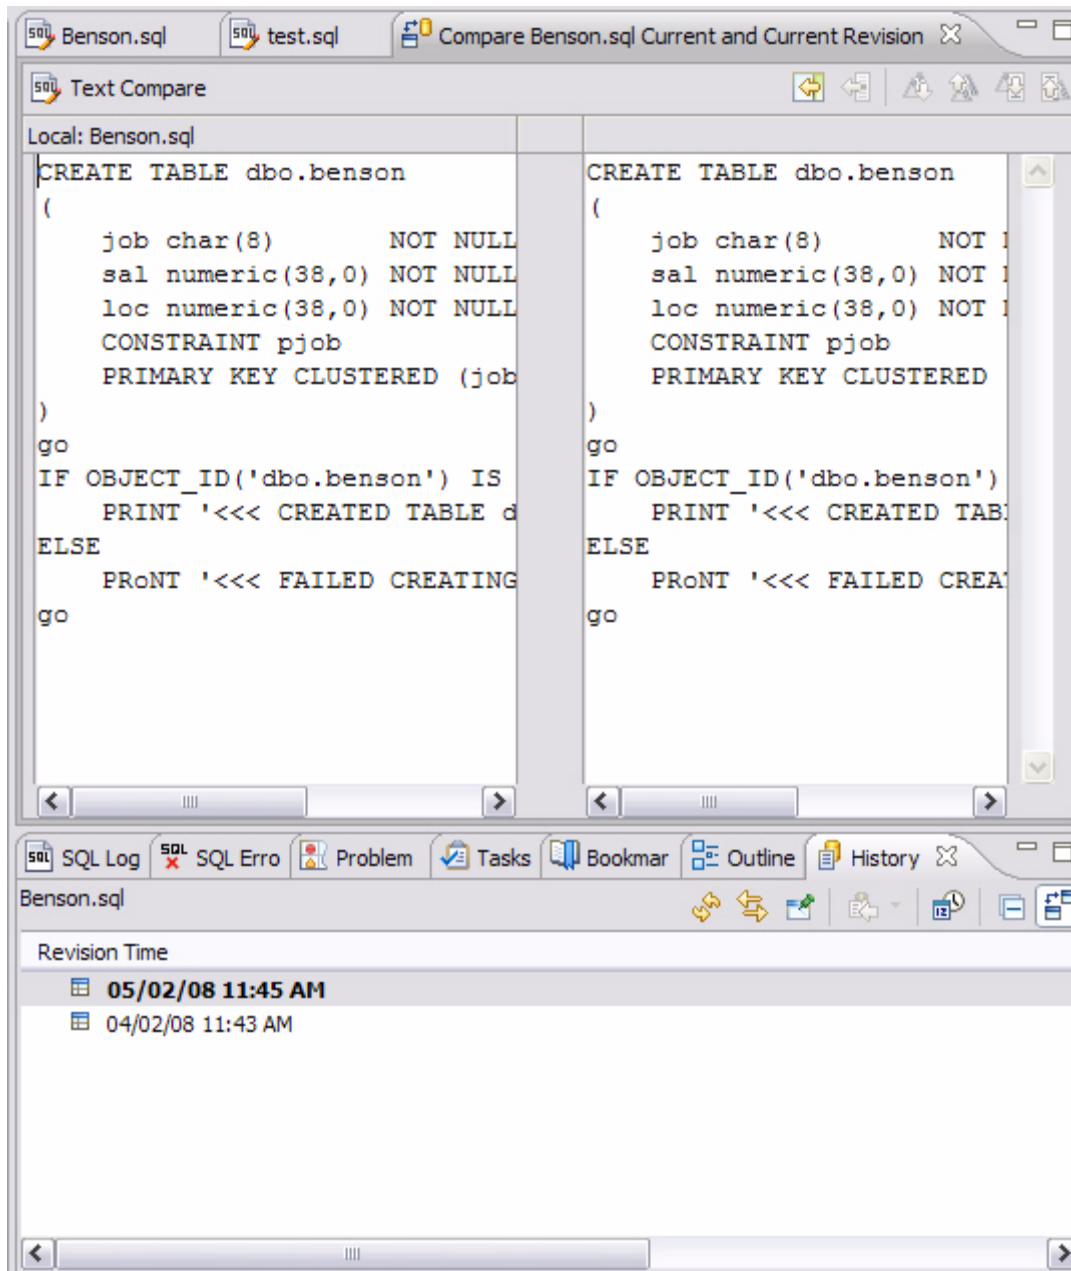 Benson.sql test.sql Compare Benson.sql Current and Current Revision
Text Compare
Local: Benson.sql
CREATE TABLE dbo.benson
(
job char(8) NOT NULL
sal numeric(38,0) NOT NULL
loc numeric(38,0) NOT NULL
CONSTRAINT pjob
PRIMARY KEY CLUSTERED (job
)
go
IF OBJECT_ID('dbo.benson') IS
PRINT '<<< CREATED TABLE d
ELSE
PRoNT '<<< FAILED CREATING
go
CREATE TABLE dbo.benson
(
job char(8) NOT
sal numeric(38,0) NOT
loc numeric(38,0) NOT
CONSTRAINT pjob
PRIMARY KEY CLUSTERED
)
go
IF OBJECT_ID('dbo.benson')
PRINT '<<< CREATED TAB
ELSE
PRoNT '<<< FAILED CREA
go
SQL Log SQL Erro Problem Tasks Bookmar Outline History
Benson.sql
Revision Time
05/02/08 11:45 AM
04/02/08 11:43 AM